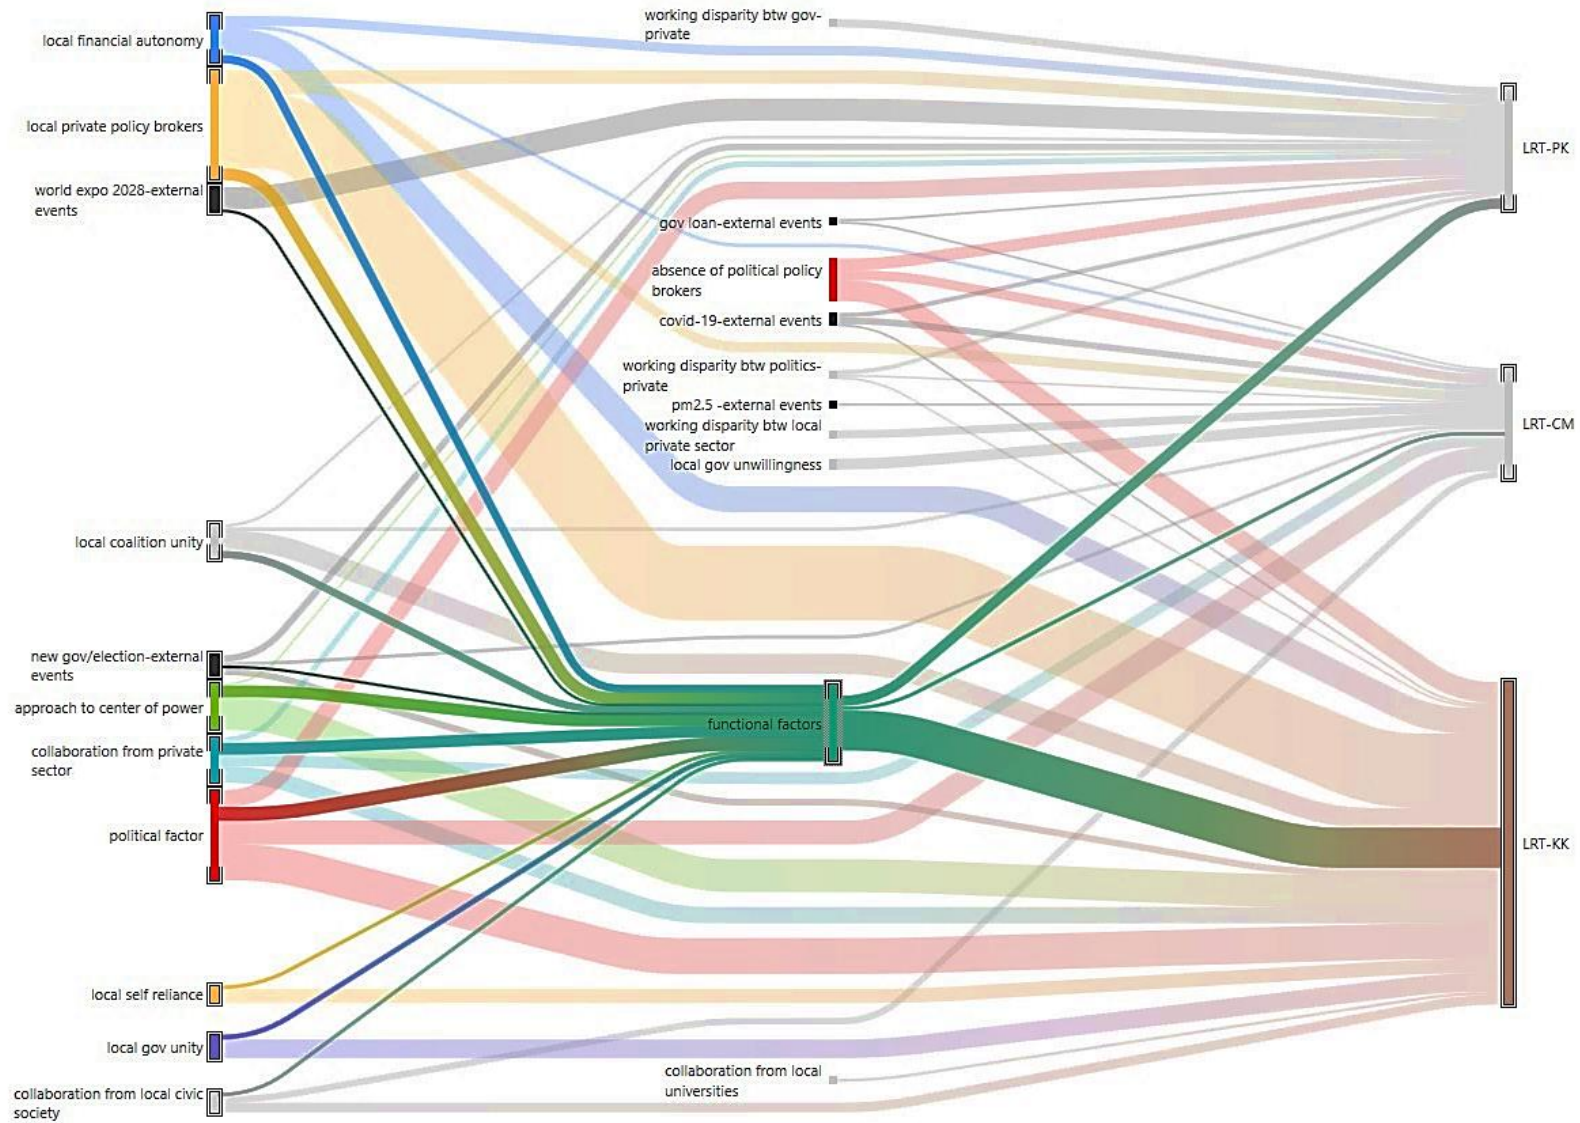 working disparity btw gov-
private
local financial autonomy
local private policy brokers
LRT-PK
world expo 2028-external
events
gov loan-external events
absence of political policy
brokers
covid-19-external events
working disparity btw politics-
private
pm2.5 -external events
LRT-CM
working disparity btw local
private sector
local gov unwillingness
local coalition unity
new gov/election-external
events
approach to center of power
functional factors
collaboration from private
sector
political factor
LRT-KK
local self reliance
local gov unity
collaboration from local
universities
collaboration from local civic
society